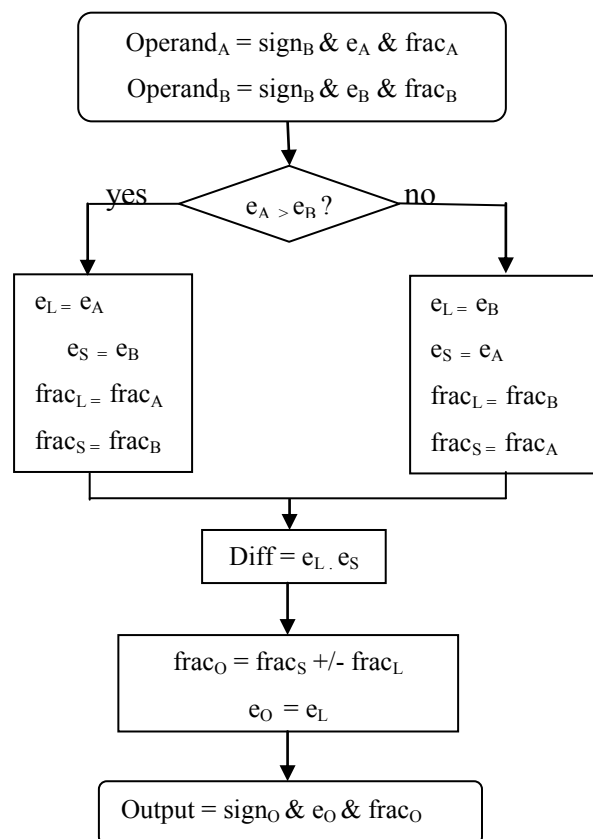 Operand_A = sign_B & e_A & frac_A
Operand_B = sign_B & e_B & frac_B
yes
e_A > e_B ?
no
e_L = e_A
e_S = e_B
frac_L = frac_A
frac_S = frac_B
e_L = e_B
e_S = e_A
frac_L = frac_B
frac_S = frac_A
Diff = e_L . e_S
frac_O = frac_S +/- frac_L
e_O = e_L
Output = sign_O & e_O & frac_O